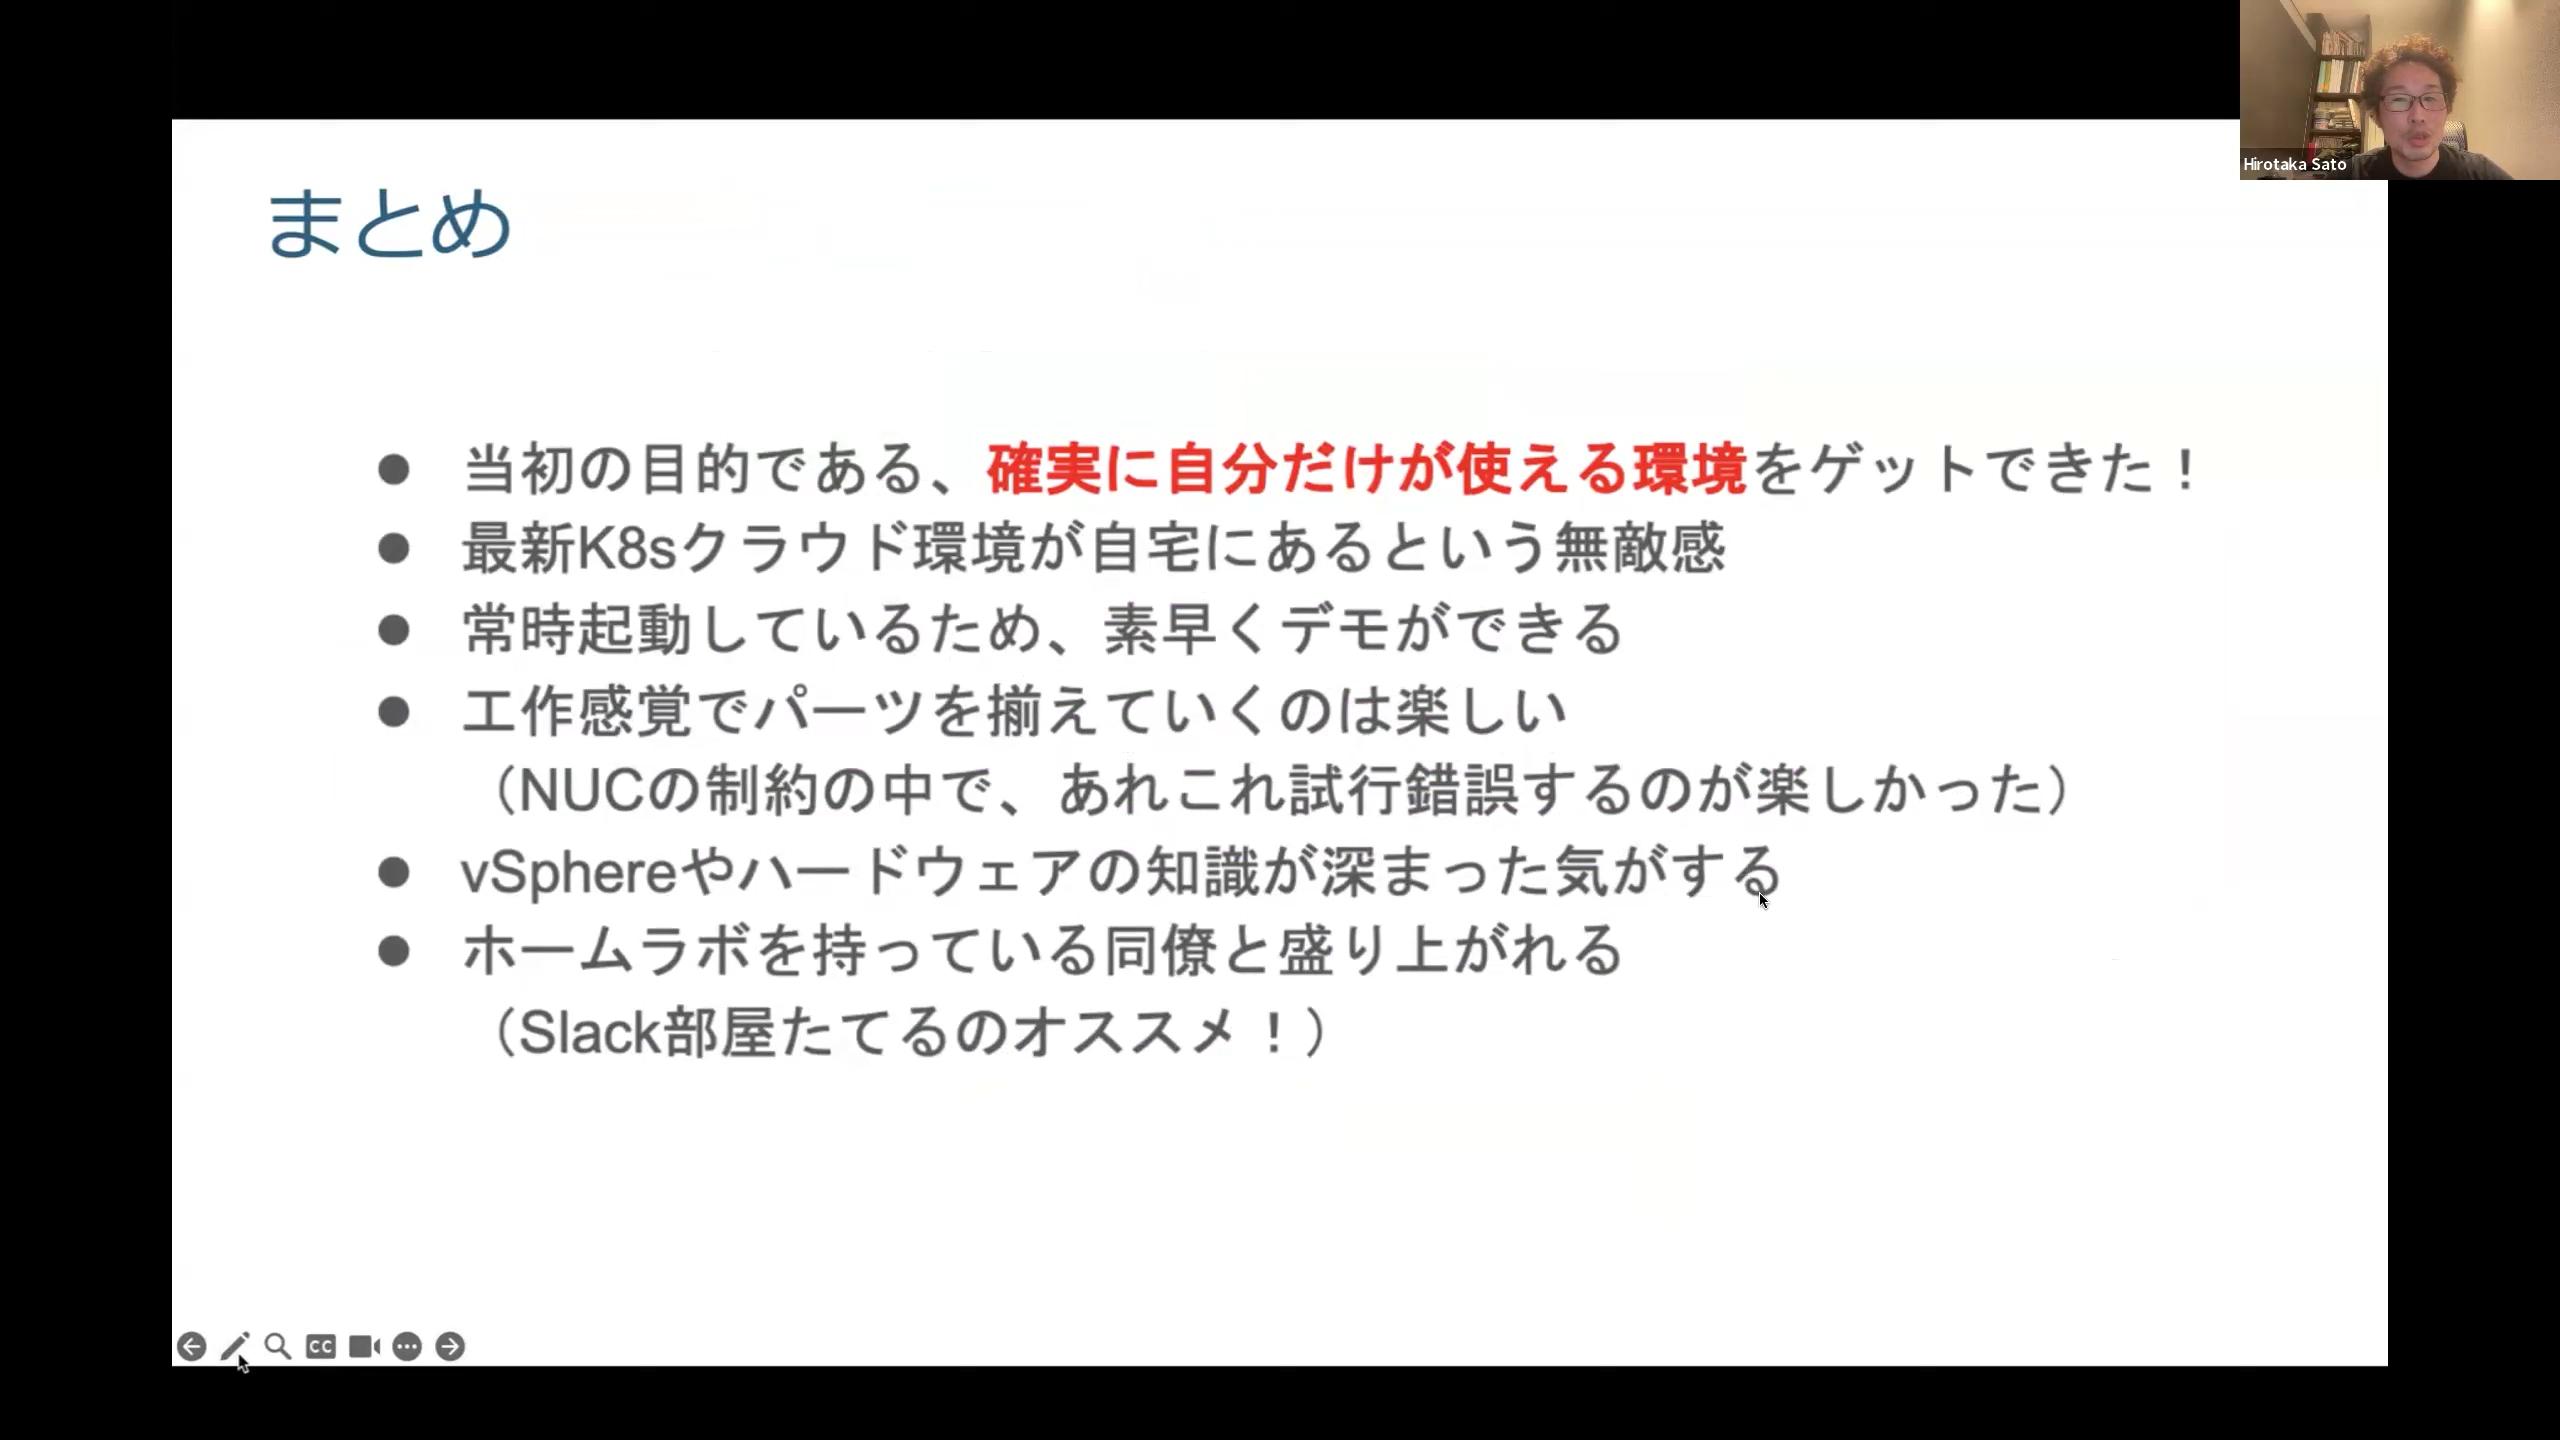 Hirotaka Sato
まとめ
● 当初の目的である、確実に自分だけが使える環境をゲットできた！
● 最新K8sクラウド環境が自宅にあるという無敵感
● 常時起動しているため、素早くデモができる
● 工作感覚でパーツを揃えていくのは楽しい
（NUCの制約の中で、あれこれ試行錯誤するのが楽しかった）
● vSphereやハードウェアの知識が深まった気がする
● ホームラボを持っている同僚と盛り上がれる
（Slack部屋たてるのオススメ！）
CC